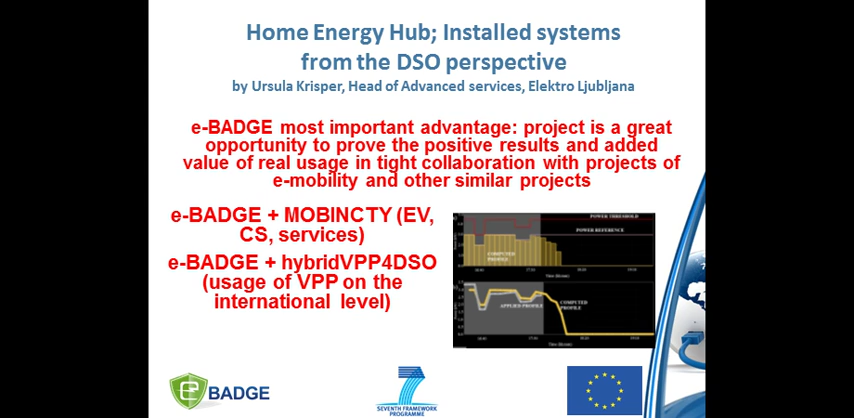 Home Energy Hub; Installed systems
from the DSO perspective
by Ursula Krisper, Head of Advanced services, Elektro Ljubljana
e-BADGE most important advantage: project is a great
opportunity to prove the positive results and added
value of real usage in tight collaboration with projects of
e-mobility and other similar projects
e-BADGE + MOBINCTY (EV,
CS, services)
e-BADGE + hybridVPP4DSO
(usage of VPP on the
international level)
POWER THRESHOLD
POWER REFERENCE
COMPUTED
PROFILE
APPLIED PROFILE
COMPUTED
PROFILE
e BADGE
7
SEVENTH FRAMEWORK
PROGRAMME